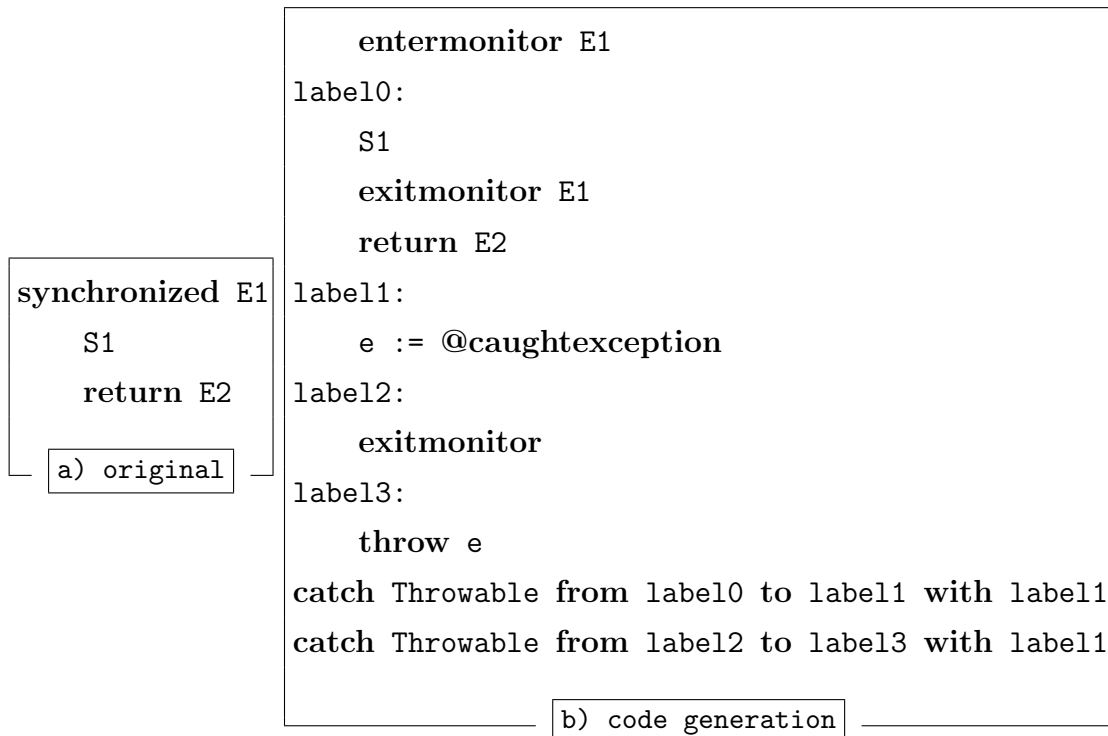 synchronized E1
    S1
    return E2
a) original
    entermonitor E1
label0:
    S1
    exitmonitor E1
    return E2
label1:
    e := @caughtexception
label2:
    exitmonitor
label3:
    throw e
catch Throwable from label0 to label1 with label1
catch Throwable from label2 to label3 with label1
b) code generation